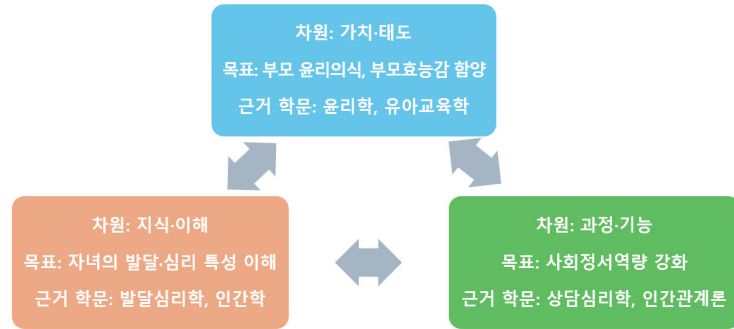 차원: 가치·태도
목표: 부모 윤리의식, 부모효능감 함양
근거 학문: 윤리학, 유아교육학
차원: 지식·이해
목표: 자녀의 발달·심리 특성 이해
근거 학문: 발달심리학, 인간학
차원: 과정·기능
목표: 사회정서역량 강화
근거 학문: 상담심리학, 인간관계론